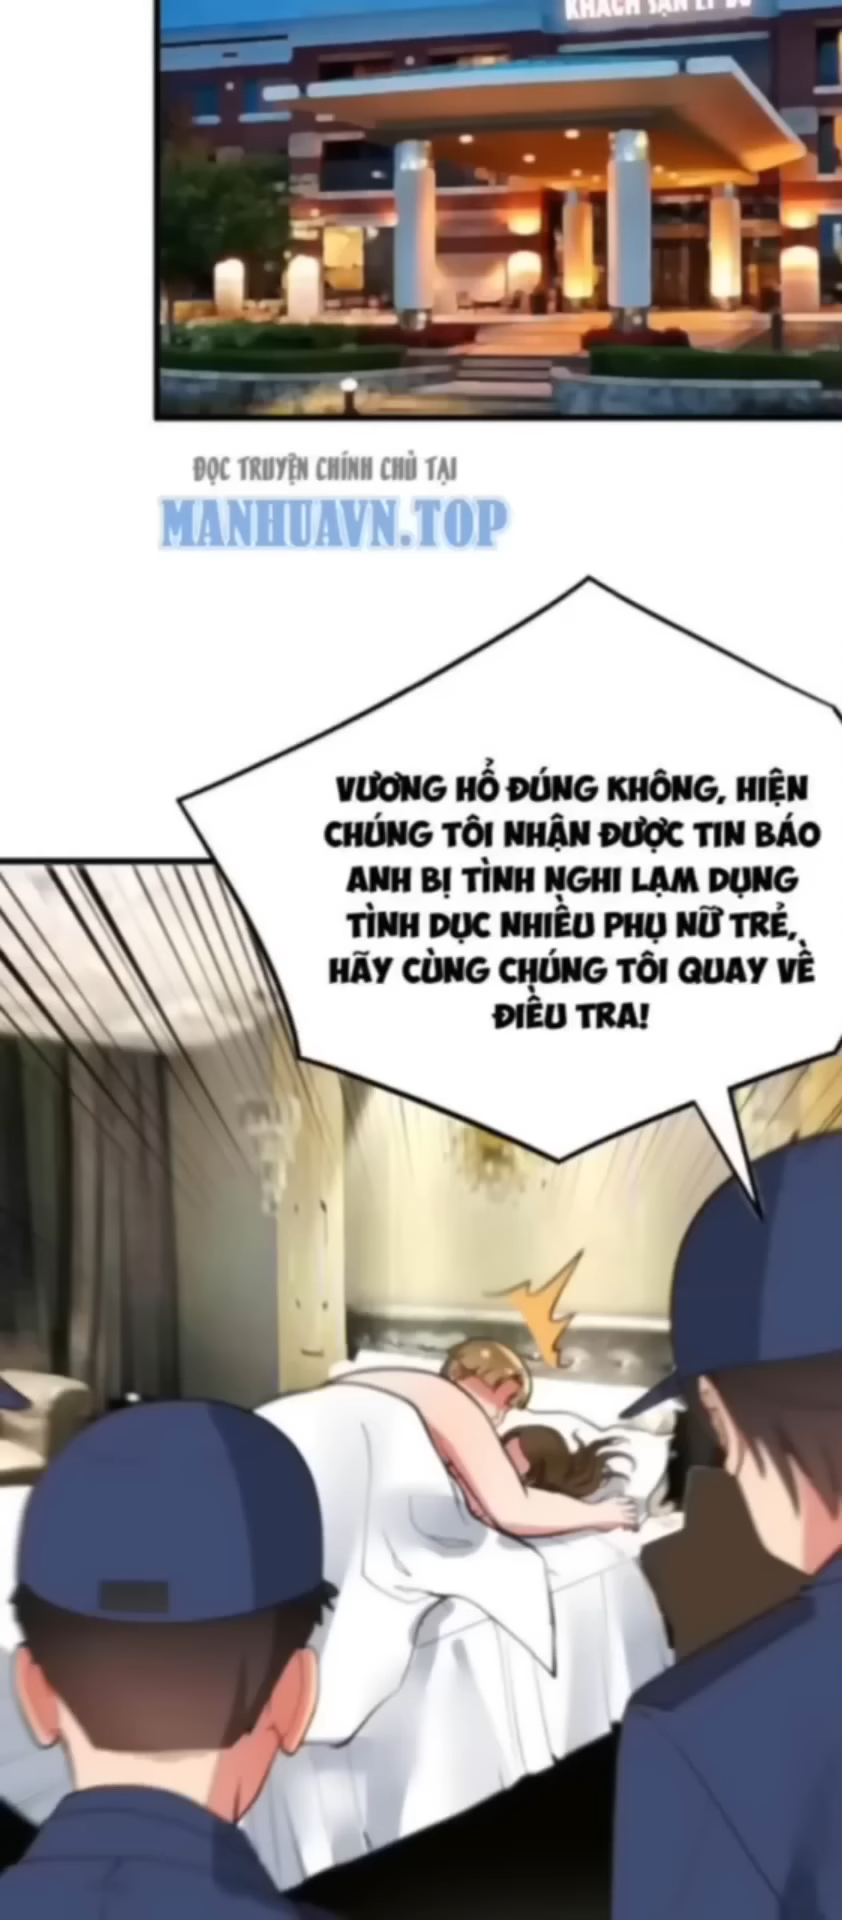 KHÁCH SẠN
ĐỌC TRUYỆN CHÍNH CHỦ TẠI
MANHUAVN.TOP
VƯƠNG HỔ ĐÚNG KHÔNG, HIỆN
CHÚNG TÔI NHẬN ĐƯỢC TIN BÁO
ANH BỊ TÌNH NGHI LẠM DỤNG
TÌNH DỤC NHIỀU PHỤ NỮ TRẺ,
HÃY CÙNG CHÚNG TÔI QUAY VỀ
ĐIỀU TRA!